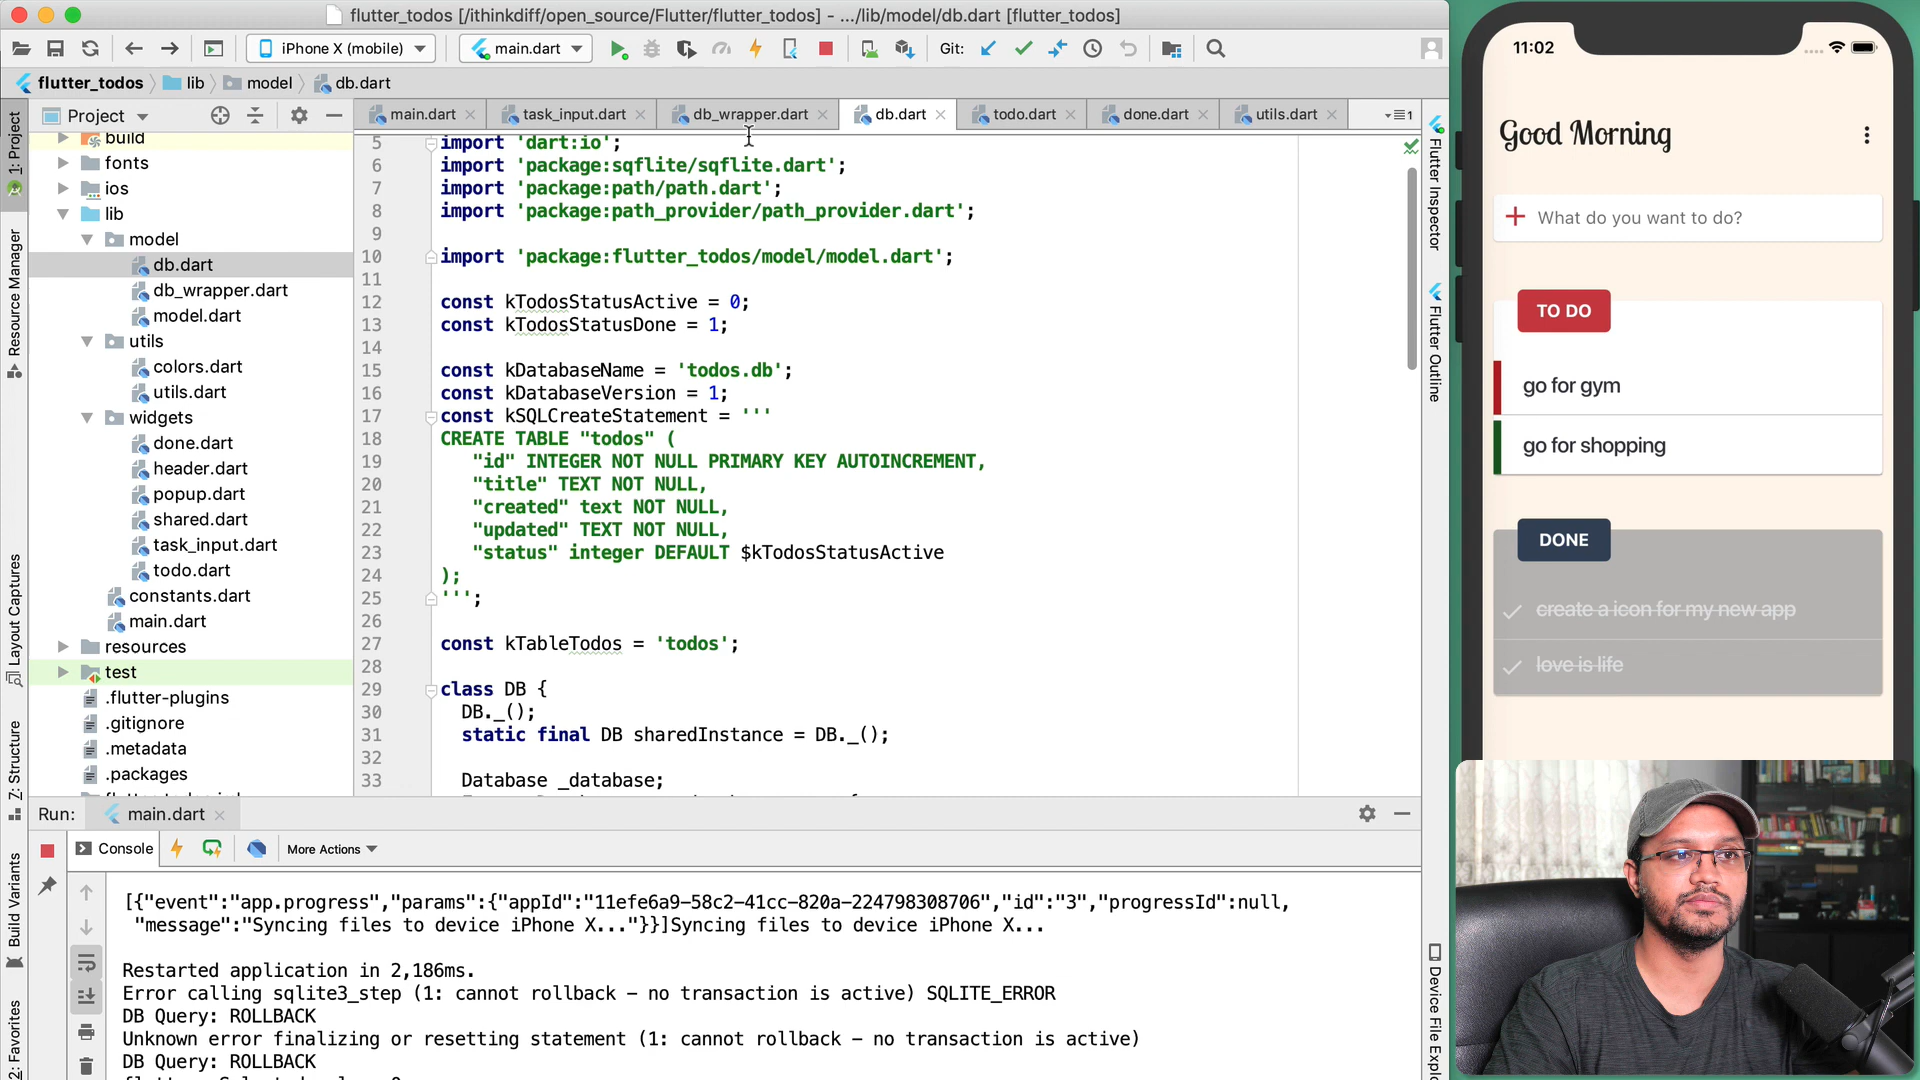 flutter_todos [/ithinkdiff/open_source/Flutter/flutter_todos] - .../lib/model/db.dart [flutter_todos]
iPhone X (mobile)
main.dart
Git:
flutter_todos
lib
model
db.dart
Project
main.dart
task_input.dart
db_wrapper.dart
db.dart
todo.dart
done.dart
utils.dart
1
1: Project
Resource Manager
Layout Captures
Z: Structure
Build Variants
2: Favorites
build
fonts
ios
lib
model
db.dart
db_wrapper.dart
model.dart
utils
colors.dart
utils.dart
widgets
done.dart
header.dart
popup.dart
shared.dart
task_input.dart
todo.dart
constants.dart
main.dart
resources
test
.flutter-plugins
.gitignore
.metadata
.packages
5 import 'dart:io';
6 import 'package:sqflite/sqflite.dart';
7 import 'package:path/path.dart';
8 import 'package:path_provider/path_provider.dart';
9
10 import 'package:flutter_todos/model/model.dart';
11
12 const kTodosStatusActive = 0;
13 const kTodosStatusDone = 1;
14
15 const kDatabaseName = 'todos.db';
16 const kDatabaseVersion = 1;
17 const kSQLCreateStatement = '''
18 CREATE TABLE "todos" (
19 "id" INTEGER NOT NULL PRIMARY KEY AUTOINCREMENT,
20 "title" TEXT NOT NULL,
21 "created" text NOT NULL,
22 "updated" TEXT NOT NULL,
23 "status" integer DEFAULT $kTodosStatusActive
24 );
25 ''';
26
27 const kTableTodos = 'todos';
28
29 class DB {
30 DB._();
31 static final DB sharedInstance = DB._();
32
33 Database _database;
Flutter Inspector
Flutter Outline
Device File Explo
Run:
main.dart
Console
More Actions
[{"event":"app.progress","params":{"appId":"11efe6a9-58c2-41cc-820a-224798308706","id":"3","progressId":null,
"message":"Syncing files to device iPhone X..."}}]Syncing files to device iPhone X...
Restarted application in 2,186ms.
Error calling sqlite3_step (1: cannot rollback – no transaction is active) SQLITE_ERROR
DB Query: ROLLBACK
Unknown error finalizing or resetting statement (1: cannot rollback – no transaction is active)
DB Query: ROLLBACK
11:02
Good Morning
What do you want to do?
TO DO
go for gym
go for shopping
DONE
create a icon for my new app
love is life